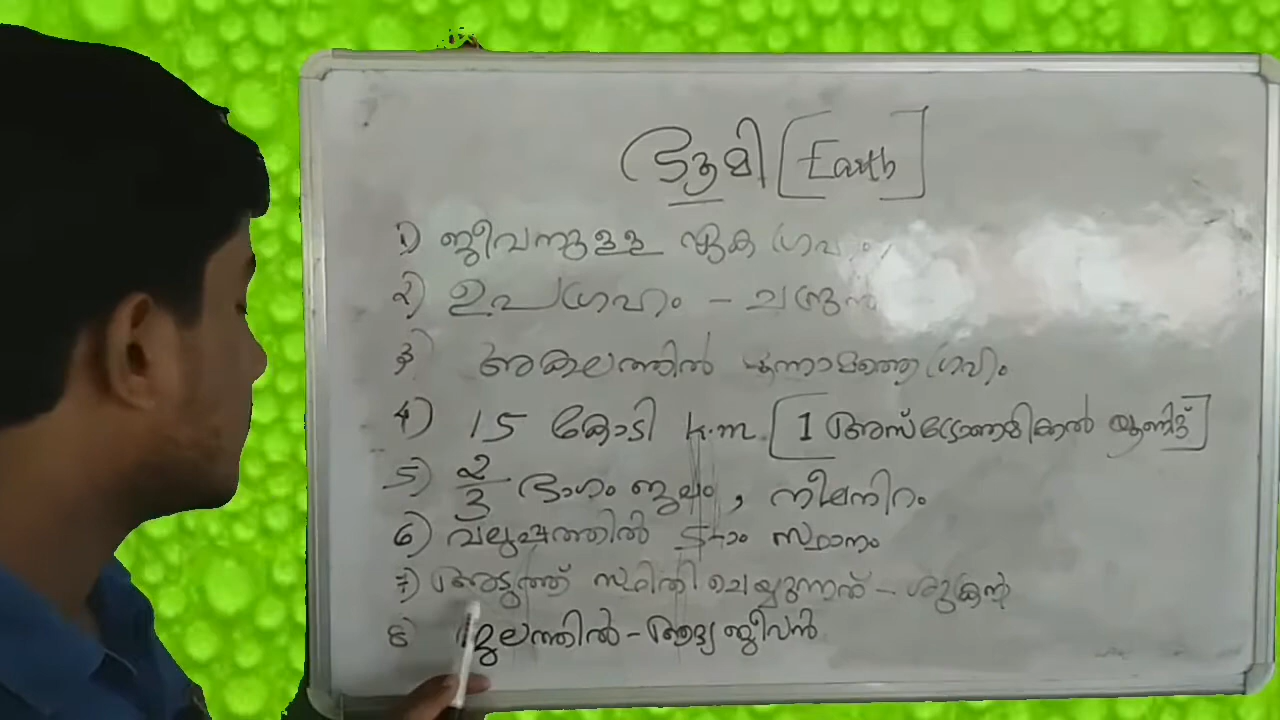 ഭൂമി [Earth]
1) ജീവനുള്ള ഏക ഗ്രഹം
2) ഉപഗ്രഹം - ചന്ദ്രൻ
3) അകലത്തിൽ മൂന്നാമത്തെ ഗ്രഹം
4) 15 കോടി k.m [1 അസ്ട്രോണമിക്കൽ യൂണിറ്റ്]
5) 2/3 ഭാഗം ജലം, നീലനിറം
6) വലുപ്പത്തിൽ 5-ാം സ്ഥാനം
7) അടുത്ത് സ്ഥിതി ചെയ്യുന്നത് - ശുക്രൻ
8) ജലത്തിൽ - ആദ്യ ജീവൻ